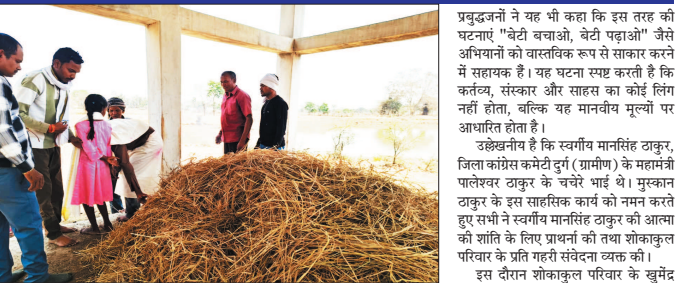 प्रबुद्धजनों ने यह भी कहा कि इस तरह की
घटनाएं "बेटी बचाओ, बेटी पढ़ाओ" जैसे
अभियानों को वास्तविक रूप से साकार करने
में सहायक हैं। यह घटना स्पष्ट करती है कि
कर्तव्य, संस्कार और साहस का कोई लिंग
नहीं होता, बल्कि यह मानवीय मूल्यों पर
आधारित होता है।
उल्लेखनीय है कि स्वर्गीय मानसिंह ठाकुर,
जिला कांग्रेस कमेटी दुर्ग (ग्रामीण) के महामंत्री
पालेश्वर ठाकुर के चचेरे भाई थे। मुस्कान
ठाकुर के इस साहसिक कार्य को नमन करते
हुए सभी ने स्वर्गीय मानसिंह ठाकुर की आत्मा
की शांति के लिए प्रार्थना की तथा शोकाकुल
परिवार के प्रति गहरी संवेदना व्यक्त की।
इस दौरान शोकाकुल परिवार के खुमेंद्र